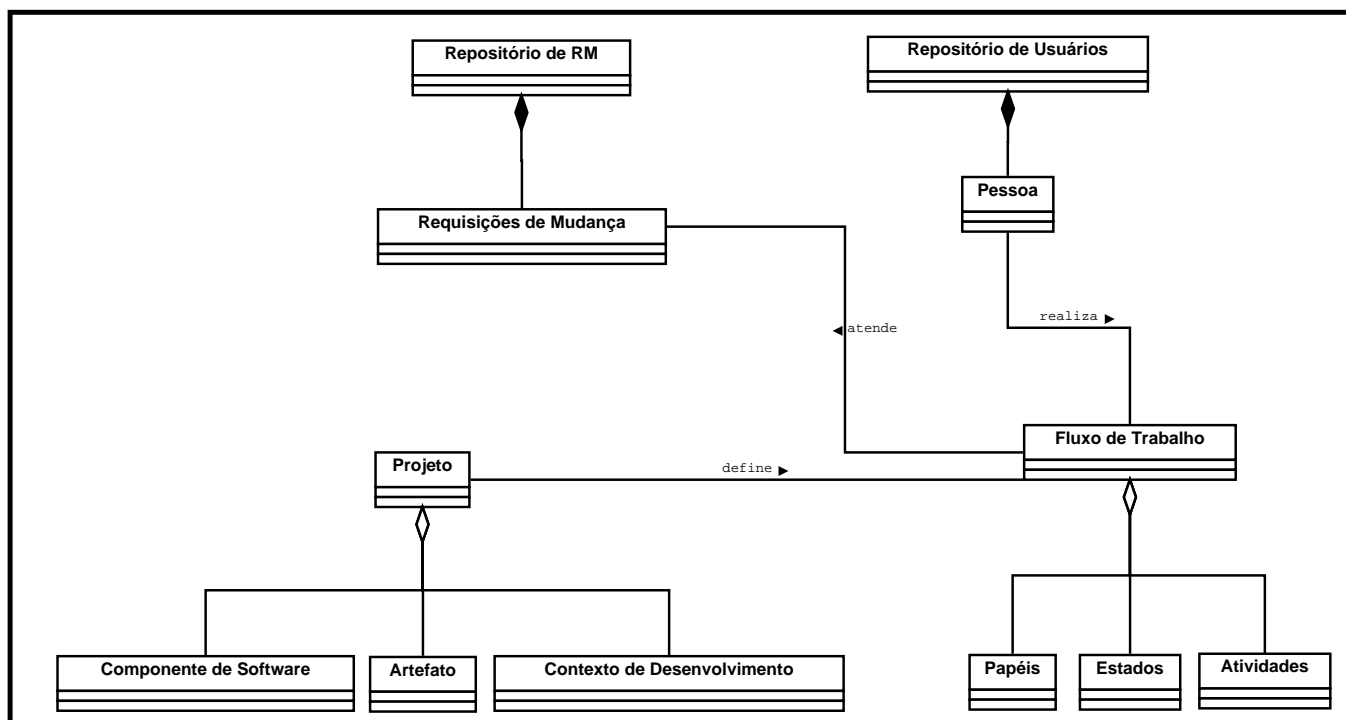 Repositório de RM
Repositório de Usuários
Pessoa
Requisições de Mudança
realiza
atende
Fluxo de Trabalho
Projeto
define
Componente de Software
Artefato
Contexto de Desenvolvimento
Papéis
Estados
Atividades